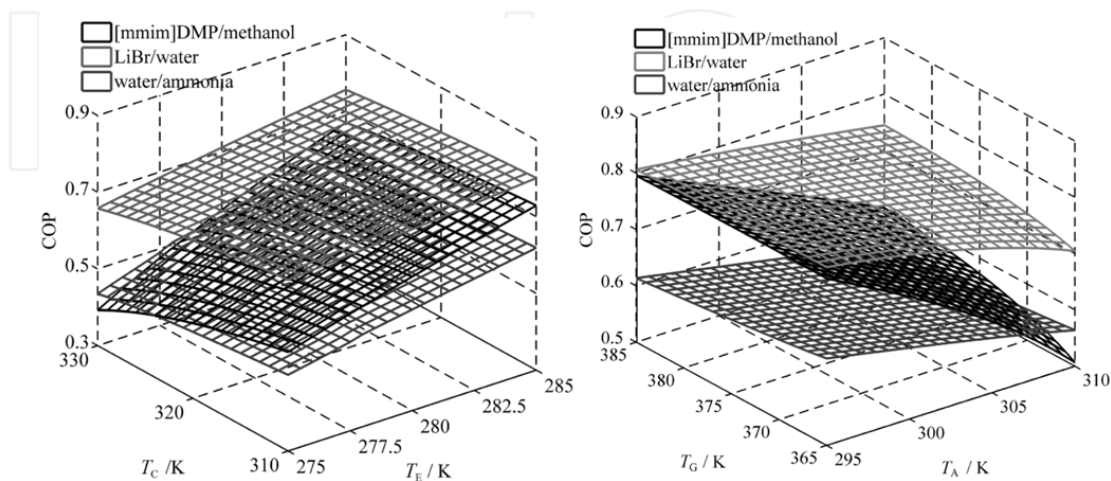 [mmim]DMP/methanol
LiBr/water
water/ammonia
0.9
0.7
0.5
0.3
COP
330
320
310
275
277.5
280
282.5
285
T_C /K
T_E / K
[mmim]DMP/methanol
LiBr/water
water/ammonia
0.9
0.8
0.7
0.6
0.5
COP
385
380
375
370
365
295
300
305
310
T_G / K
T_A / K